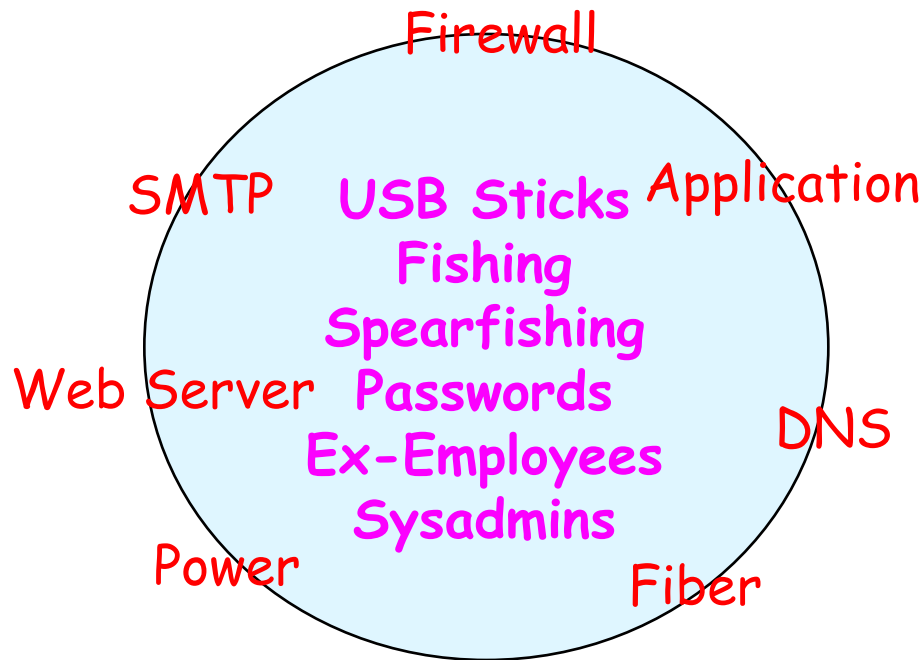 Firewall
SMTP
Application
USB Sticks
Fishing
Spearfishing
Passwords
Ex-Employees
Sysadmins
Web Server
DNS
Power
Fiber